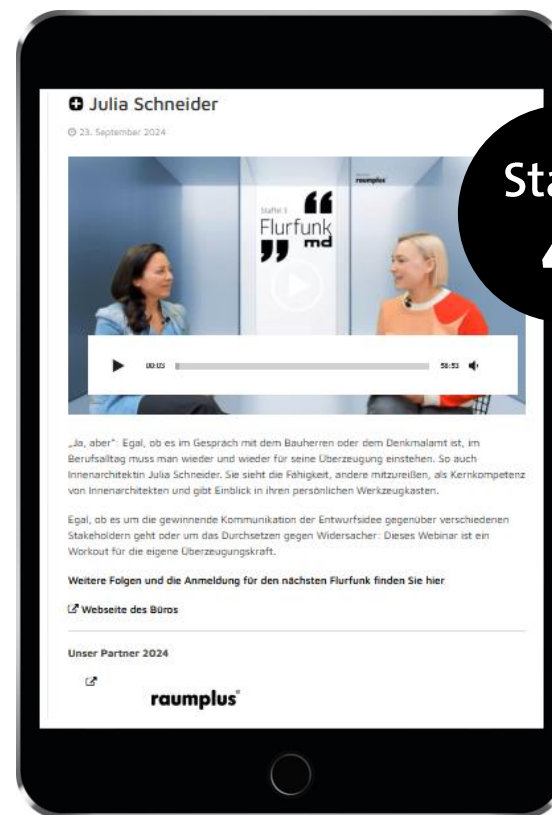 Julia Schneider
23. September 2024
raumplus
Staffel 3
Flurfunk
md
00:03
56:53
„Ja, aber“: Egal, ob es im Gespräch mit dem Bauherren oder dem Denkmalamt ist, im
Berufsalltag muss man wieder und wieder für seine Überzeugung einstehen. So auch
Innenarchitektin Julia Schneider. Sie sieht die Fähigkeit, andere mitzureißen, als Kernkompetenz
von Innenarchitekten und gibt Einblick in ihren persönlichen Werkzeugkasten.
Egal, ob es um die gewinnende Kommunikation der Entwurfsidee gegenüber verschiedenen
Stakeholdern geht oder um das Durchsetzen gegen Widersacher: Dieses Webinar ist ein
Workout für die eigene Überzeugungskraft.
Weitere Folgen und die Anmeldung für den nächsten Flurfunk finden Sie hier
Webseite des Büros
Unser Partner 2024
raumplus®